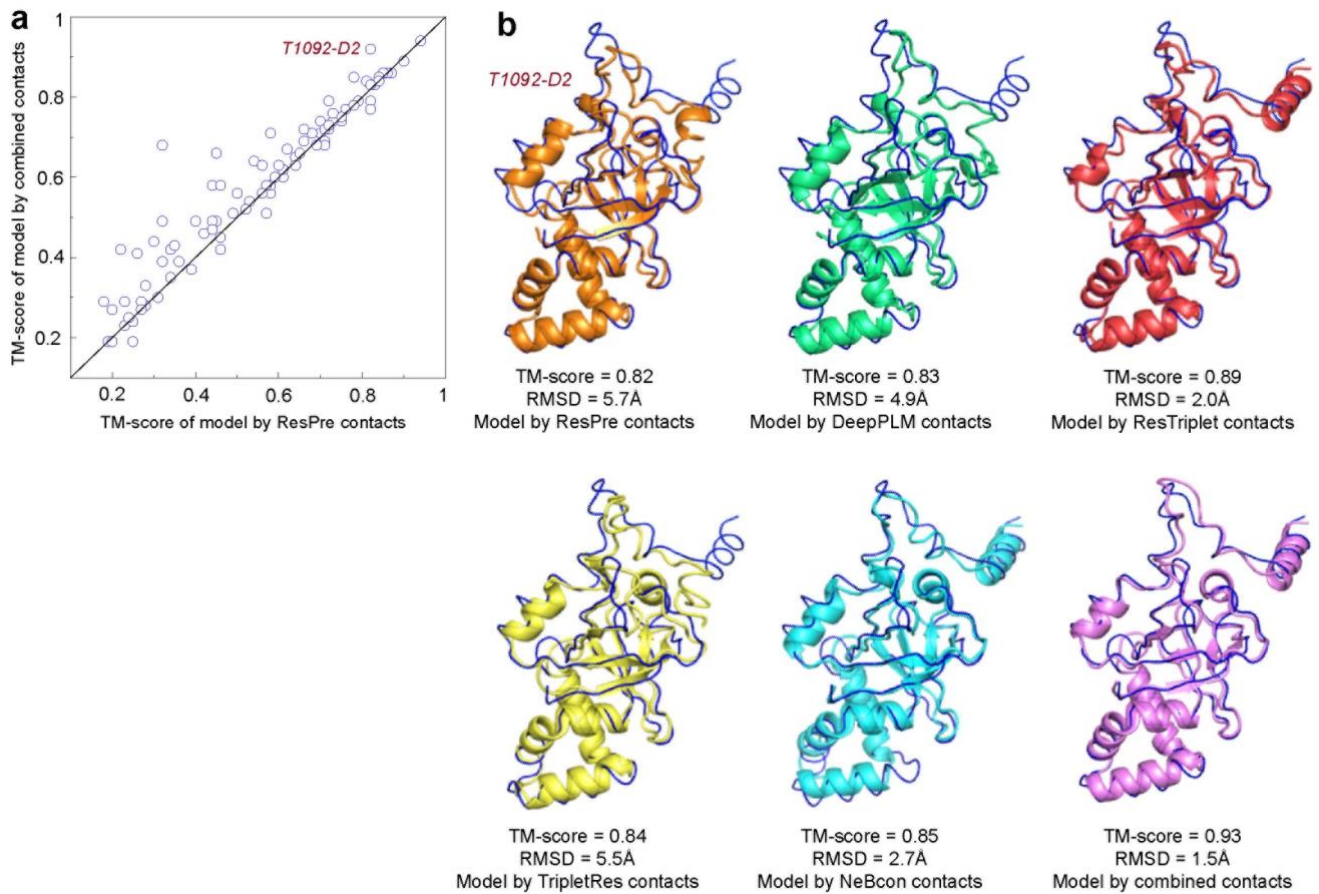 a
TM-score of model by combined contacts
1
0.8
0.6
0.4
0.2
T1092-D2
0.2
0.4
0.6
0.8
1
TM-score of model by ResPre contacts
b
T1092-D2
TM-score = 0.82
RMSD = 5.7Å
Model by ResPre contacts
TM-score = 0.83
RMSD = 4.9Å
Model by DeepPLM contacts
TM-score = 0.89
RMSD = 2.0Å
Model by ResTriplet contacts
TM-score = 0.84
RMSD = 5.5Å
Model by TripletRes contacts
TM-score = 0.85
RMSD = 2.7Å
Model by NeBcon contacts
TM-score = 0.93
RMSD = 1.5Å
Model by combined contacts